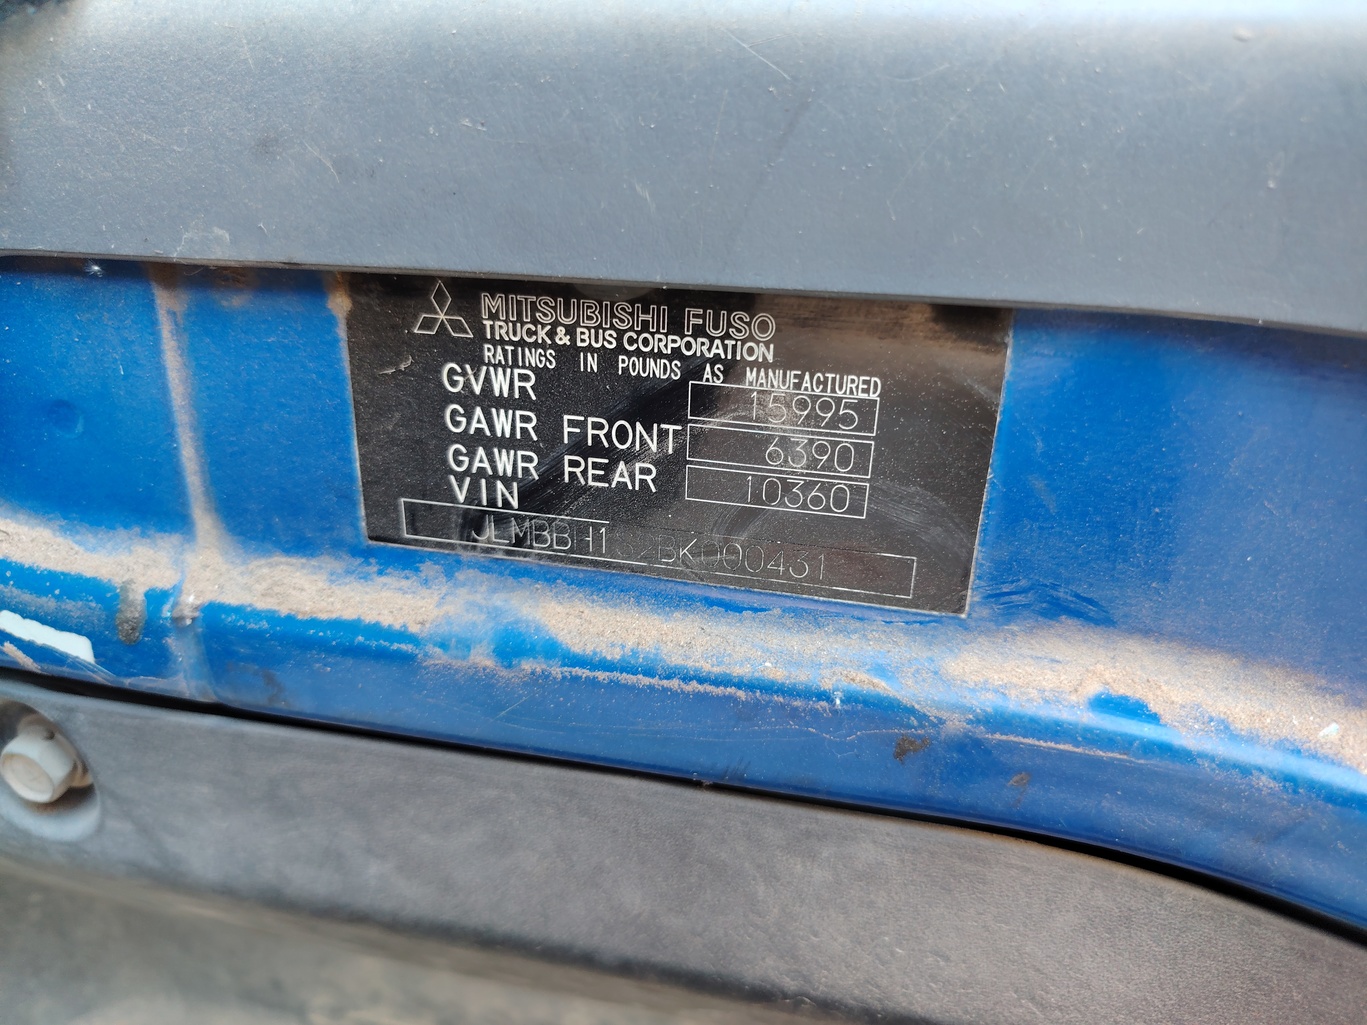 MITSUBISHI FUSO
TRUCK & BUS CORPORATION
RATINGS IN POUNDS AS MANUFACTURED
GVWR 15995
GAWR FRONT 6390
GAWR REAR 10360
VIN
JLMBBH1S2BK000431